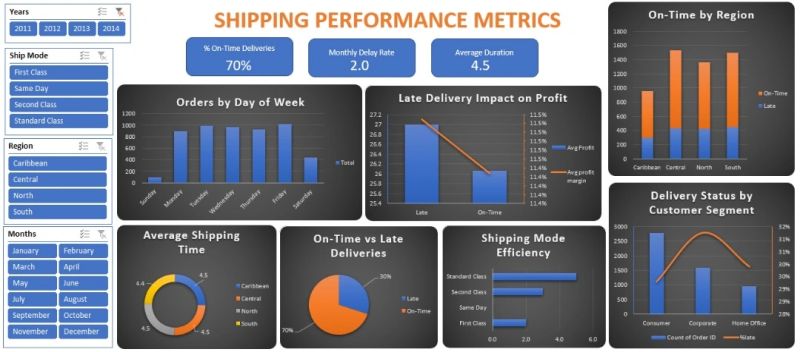 Years
2011 2012 2013 2014
Ship Mode
First Class
Same Day
Second Class
Standard Class
Region
Caribbean
Central
North
South
Months
January February
March April
May June
July August
September October
November December
SHIPPING PERFORMANCE METRICS
% On-Time Deliveries
70%
Monthly Delay Rate
2.0
Average Duration
4.5
Orders by Day of Week
1200
1000
800
600
400
200
0
Sunday Monday Tuesday Wednesday Thursday Friday Saturday
Total
Late Delivery Impact on Profit
27.2
27
26.8
26.6
26.4
26.2
26
25.8
25.6
25.4
11.5%
11.5%
11.5%
11.5%
11.4%
11.4%
11.4%
11.4%
11.4%
Late On-Time
Avg Profit
Avg profit
margin
On-Time by Region
1800
1600
1400
1200
1000
800
600
400
200
0
Caribbean Central North South
On-Time
Late
Average Shipping
Time
4.4
4.5
4.5
4.5
Caribbean
Central
North
South
On-Time vs Late
Deliveries
30%
70%
Late
On-Time
Shipping Mode
Efficiency
Standard Class
Second Class
Same Day
First Class
0 1 2 3 4 5 6
Delivery Status by
Customer Segment
3000
2500
2000
1500
1000
500
0
32%
32%
31%
31%
30%
30%
29%
29%
28%
Consumer Corporate Home Office
Count of Order ID %late